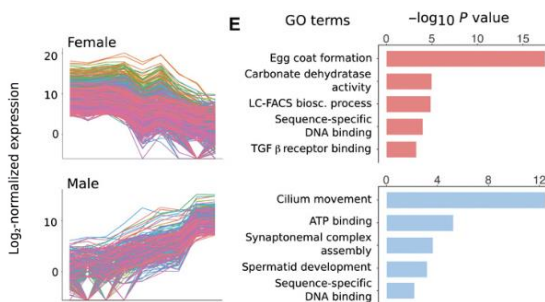 Female
Log₂-normalized expression
20
10
0
Male
10
0
E
GO terms
–log10 P value
0
5
10
15
Egg coat formation
Carbonate dehydratase
activity
LC-FACS biosc. process
Sequence-specific
DNA binding
TGF β receptor binding
0
4
8
12
Cilium movement
ATP binding
Synaptonemal complex
assembly
Spermatid development
Sequence-specific
DNA binding